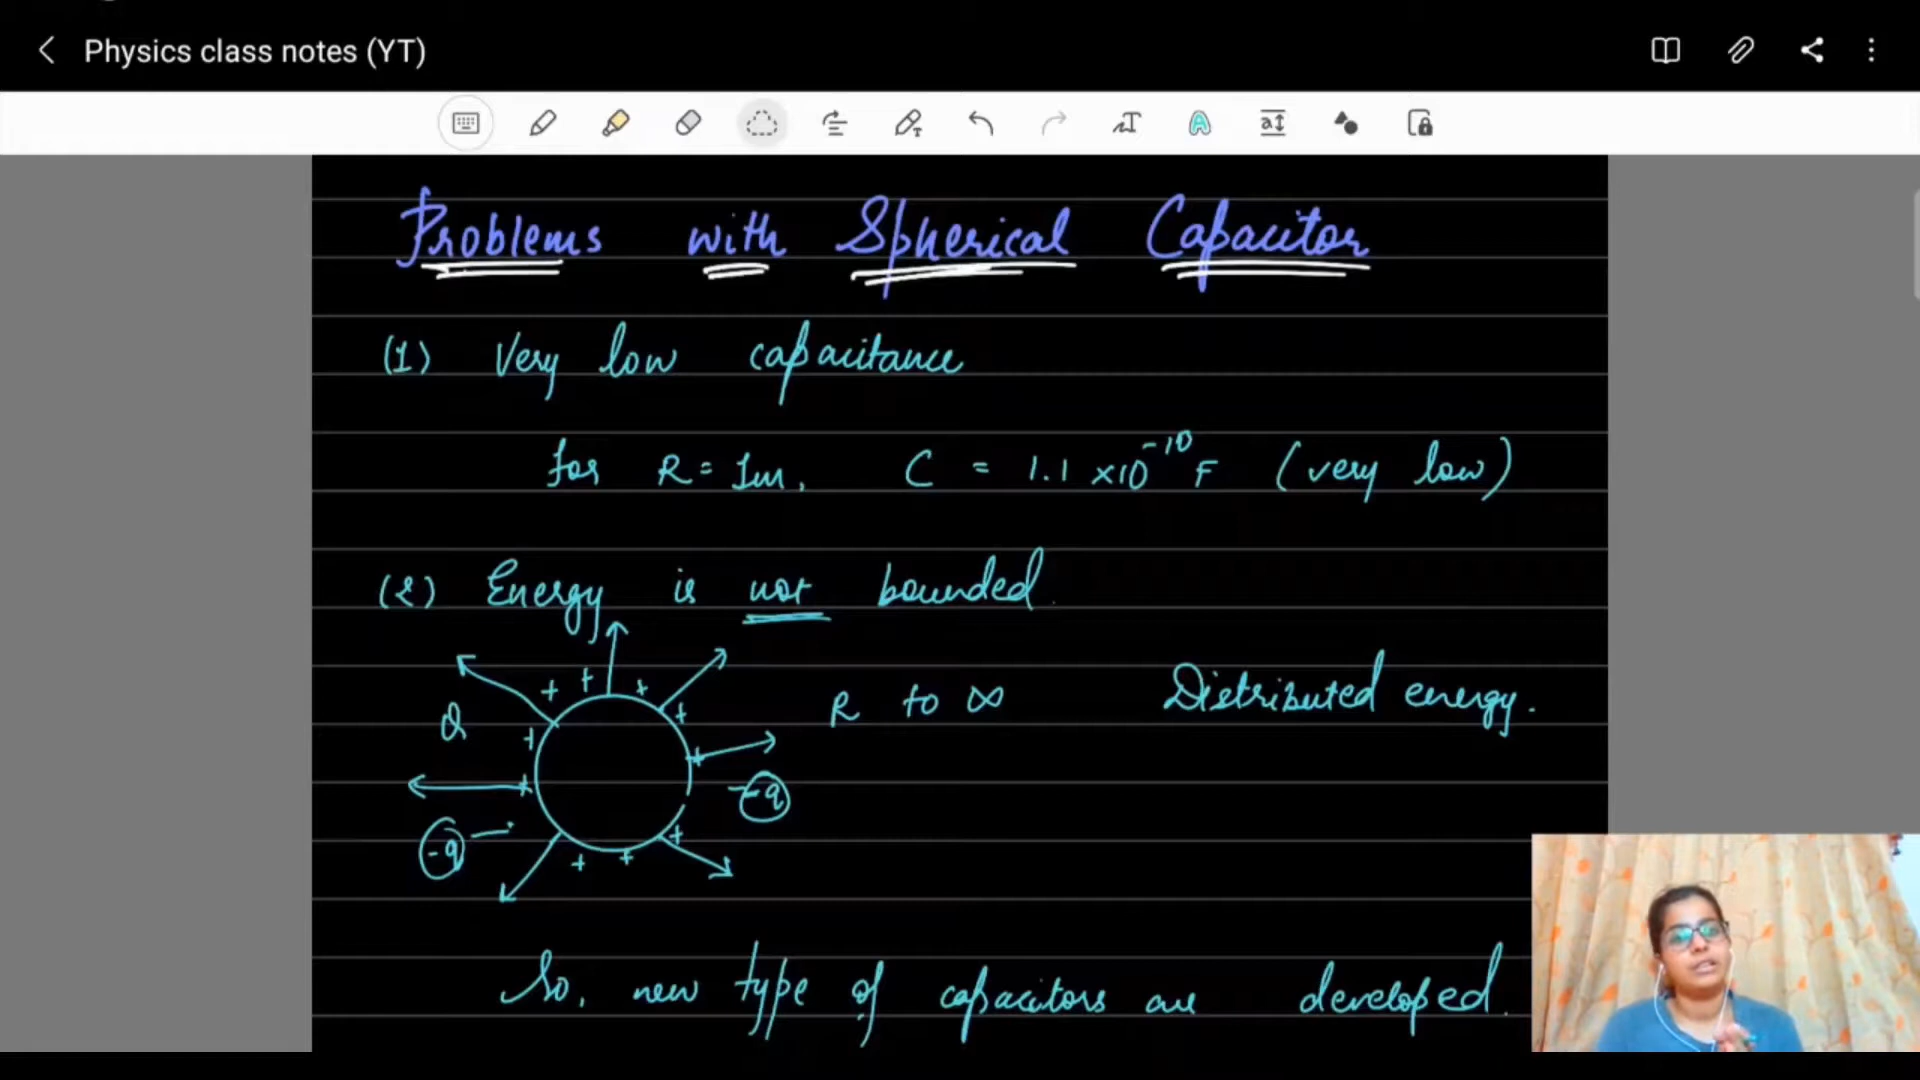 Physics class notes (YT)
Problems with Spherical Capacitor
(1) Very low capacitance
for R = 1m, C = 1.1 ×10⁻¹⁰ F (very low)
(2) Energy is not bounded.
+ + +
Q + + R to ∞ Distributed energy.
+ +
-q
-q + + +
So, new type of capacitors are developed.